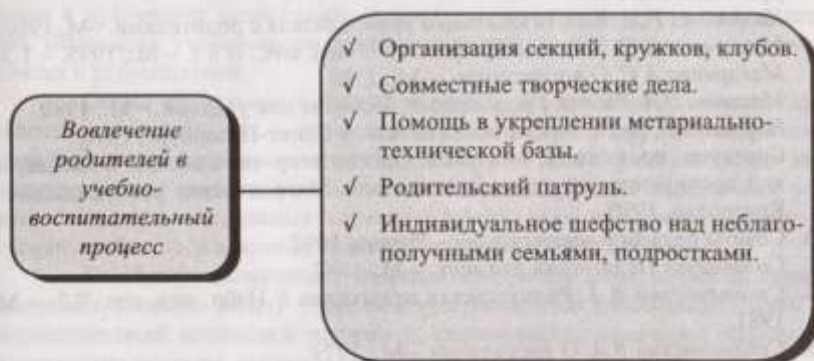 Вовлечение
родителей в
учебно-
воспитательный
процесс
√ Организация секций, кружков, клубов.
√ Совместные творческие дела.
√ Помощь в укреплении метариально-
технической базы.
√ Родительский патруль.
√ Индивидуальное шефство над неблаго-
получными семьями, подростками.